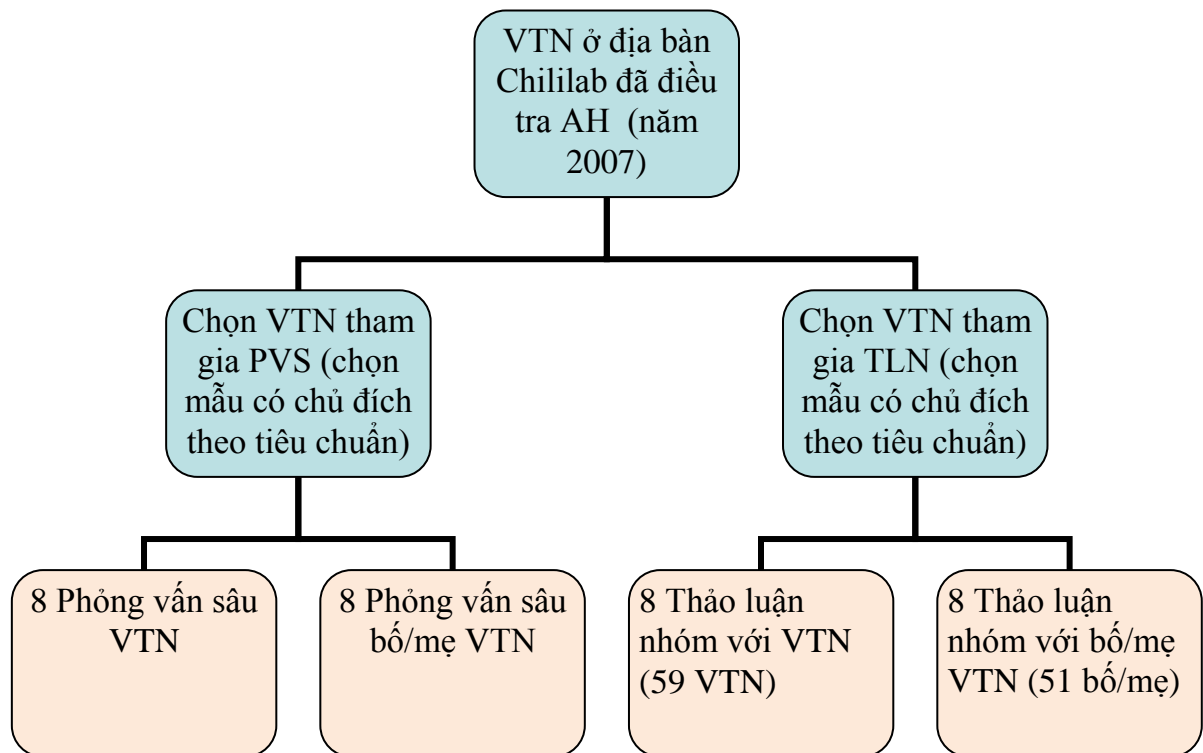 VTN ở địa bàn
Chililab đã điều
tra AH (năm
2007)
Chọn VTN tham
gia PVS (chọn
mẫu có chủ đích
theo tiêu chuẩn)
Chọn VTN tham
gia TLN (chọn
mẫu có chủ đích
theo tiêu chuẩn)
8 Phỏng vấn sâu
VTN
8 Phỏng vấn sâu
bố/mẹ VTN
8 Thảo luận
nhóm với VTN
(59 VTN)
8 Thảo luận
nhóm với bố/mẹ
VTN (51 bố/mẹ)